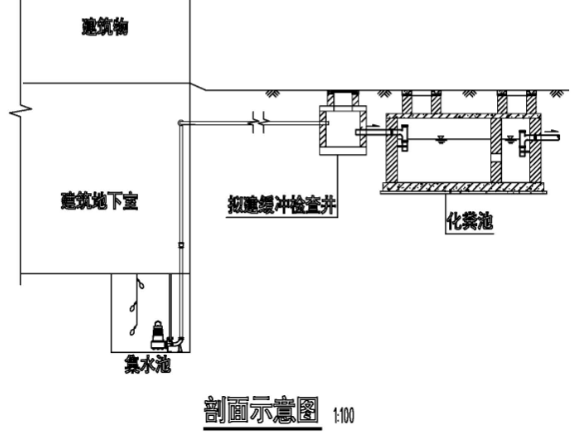 建筑物
建筑地下室
拟建缓冲检查井
化粪池
集水池
剖面示意图 1:100